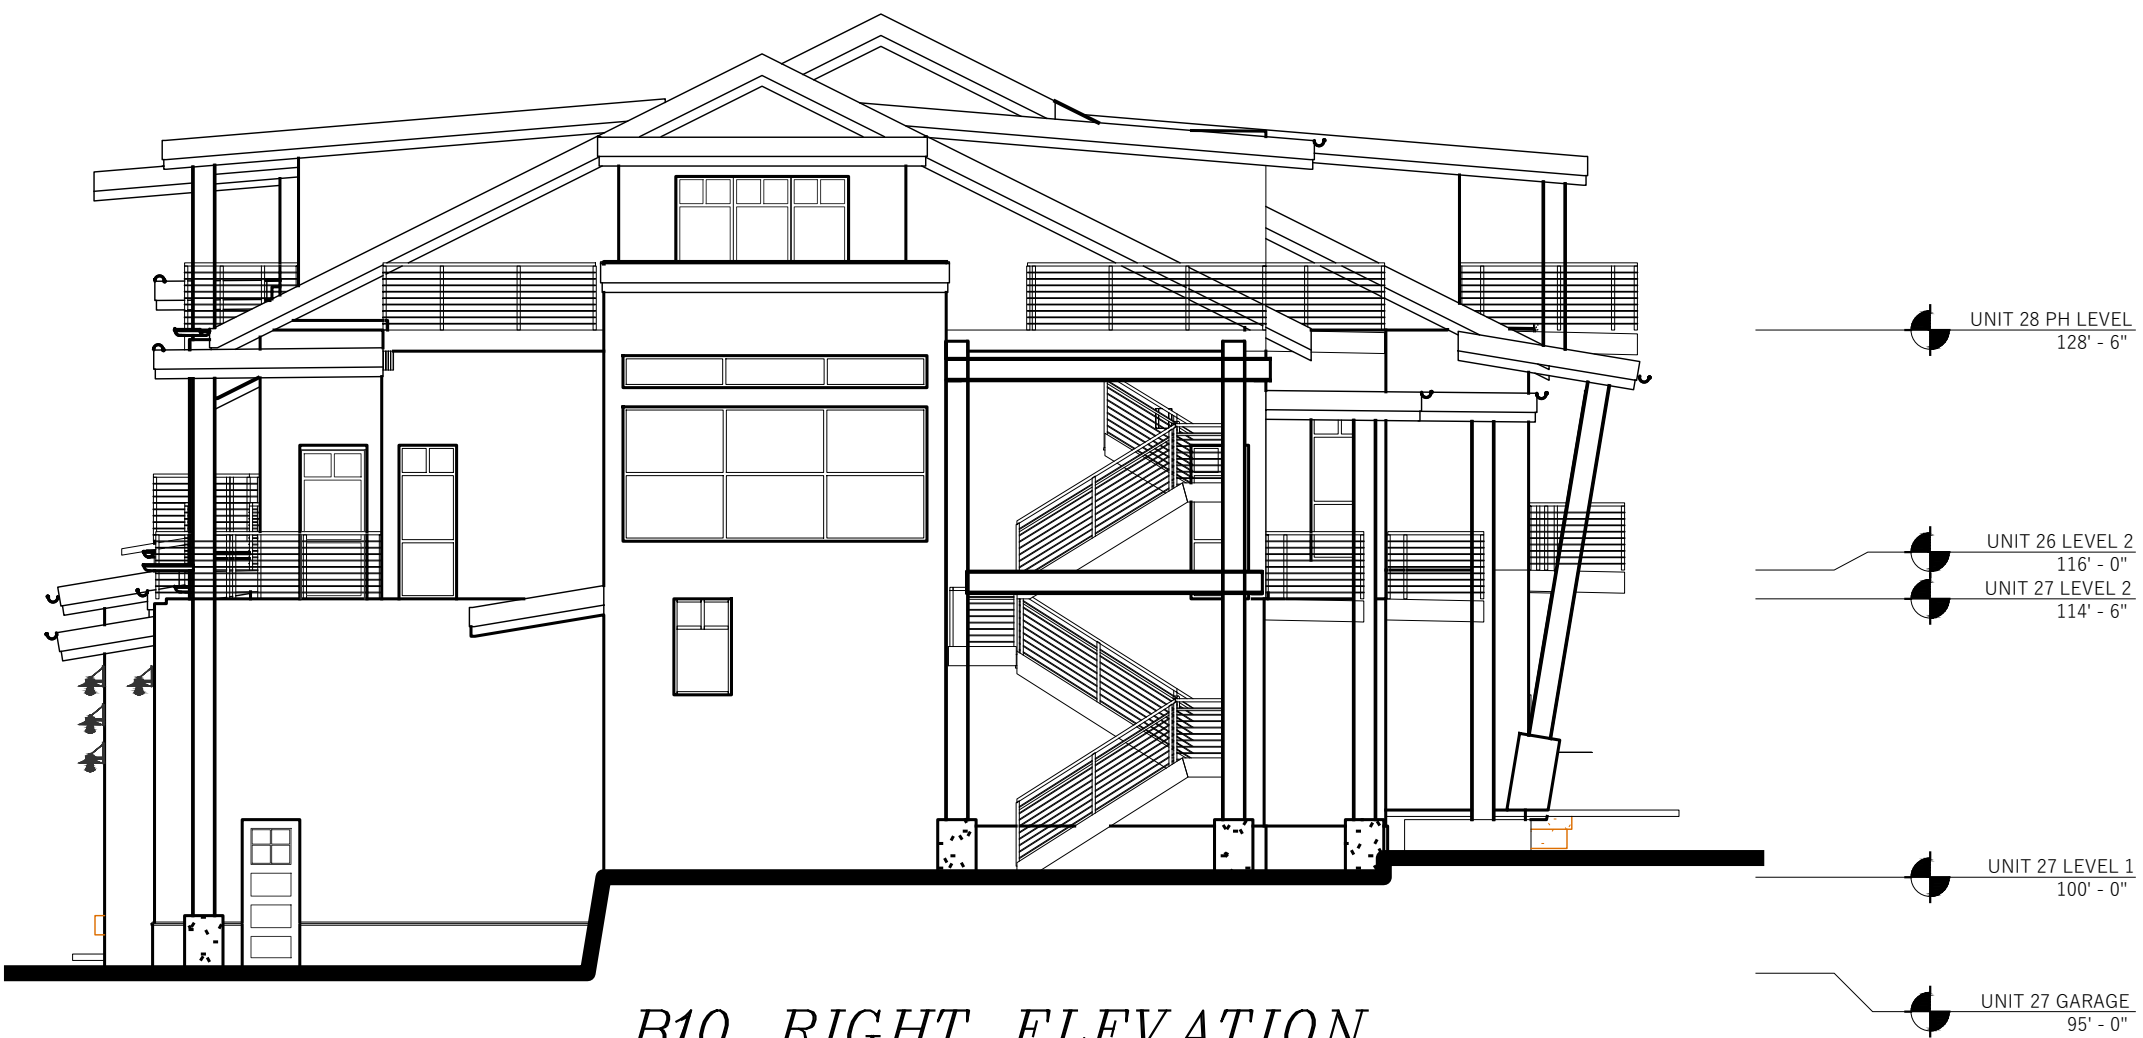 UNIT 28 PH LEVEL
128' - 6"
UNIT 26 LEVEL 2
116' - 0"
UNIT 27 LEVEL 2
114' - 6"
UNIT 27 LEVEL 1
100' - 0"
UNIT 27 GARAGE
95' - 0"
B10 RIGHT ELEVATION